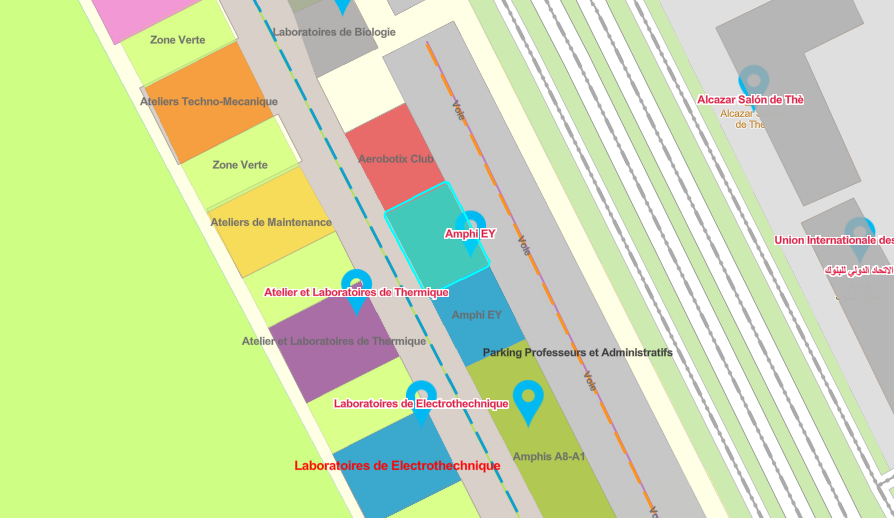 Laboratoires de Biologie
Zone Verte
Alcazar Salón de Thè
Ateliers Techno-Mecanique
Voie
Alcazar
de Thè
Aerobotix Club
Zone Verte
Ateliers de Maintenance
Amphi EY
Voie
Union Internationale des
الاتحاد الدولي للبنوك
Atelier et Laboratoires de Thermique
Amphi EY
Atelier et Laboratoires de Thermique
Parking Professeurs et Administratifs
Voie
Laboratoires de Electrothechnique
Amphis A8-A1
Laboratoires de Electrothechnique